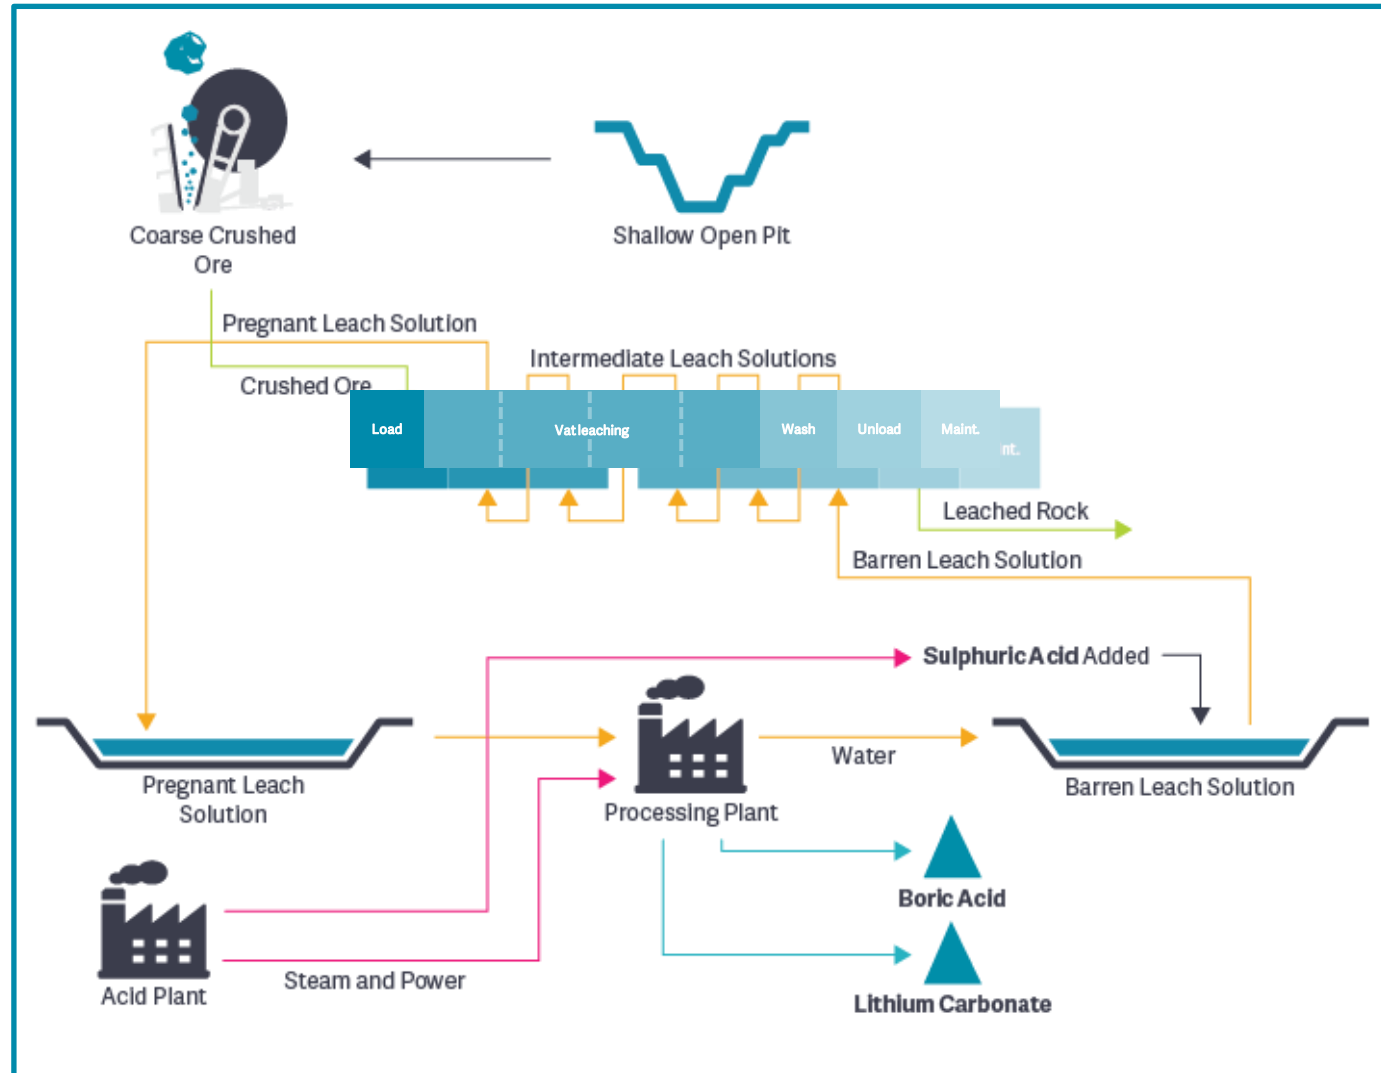 Coarse Crushed
Ore
Shallow Open Pit
Pregnant Leach Solution
Intermediate Leach Solutions
Crushed Ore
Load
Vat leaching
Wash
Unload
Maint.
nt.
Leached Rock
Barren Leach Solution
Sulphuric Acid Added
Pregnant Leach
Solution
Processing Plant
Water
Barren Leach Solution
Boric Acid
Acid Plant
Steam and Power
Lithium Carbonate